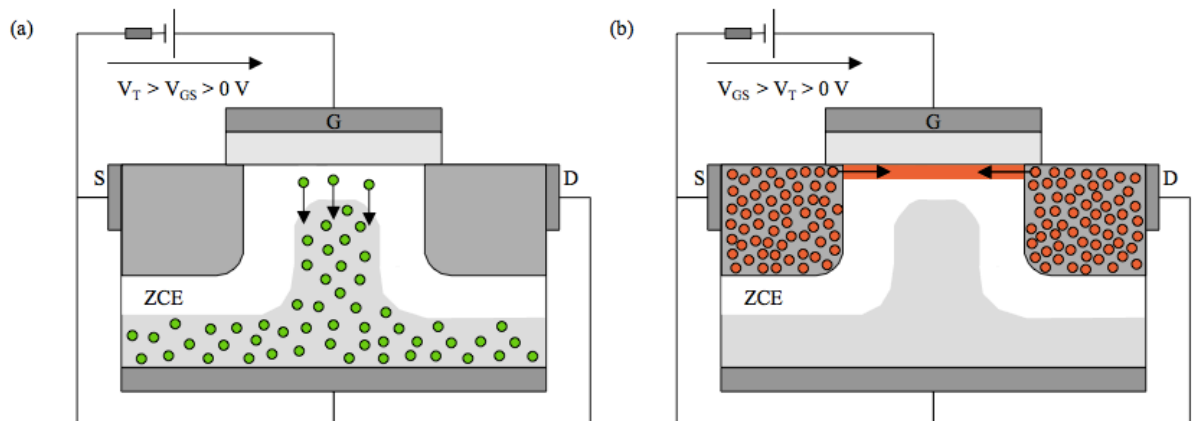 (a)
V_T > V_GS > 0 V
G
S
D
ZCE
(b)
V_GS > V_T > 0 V
G
S
D
ZCE